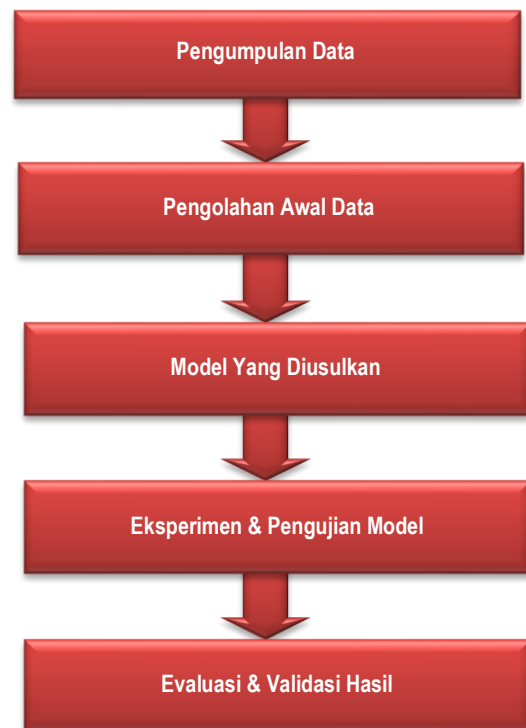 Pengumpulan Data
Pengolahan Awal Data
Model Yang Diusulkan
Eksperimen & Pengujian Model
Evaluasi & Validasi Hasil